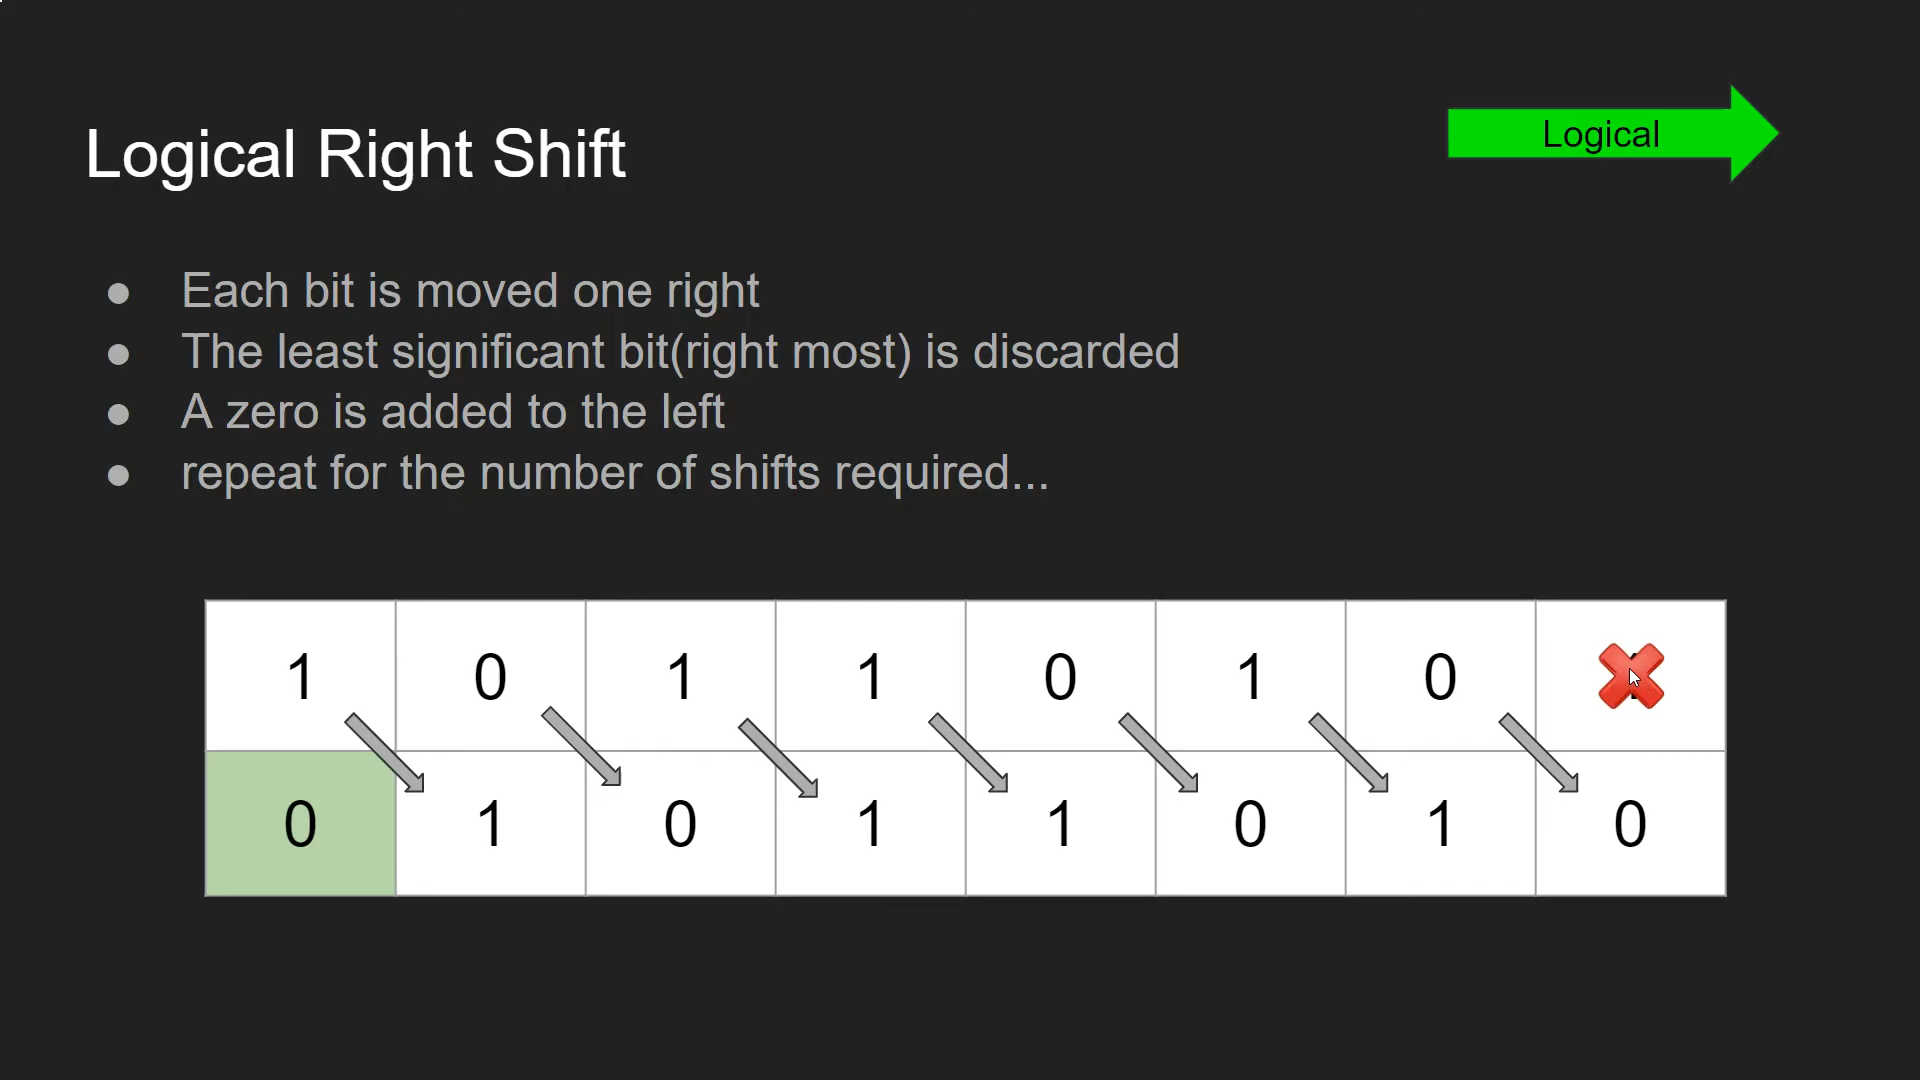 Logical Right Shift
Logical
● Each bit is moved one right
● The least significant bit(right most) is discarded
● A zero is added to the left
● repeat for the number of shifts required...
1 0 1 1 0 1 0
0 1 0 1 1 0 1 0